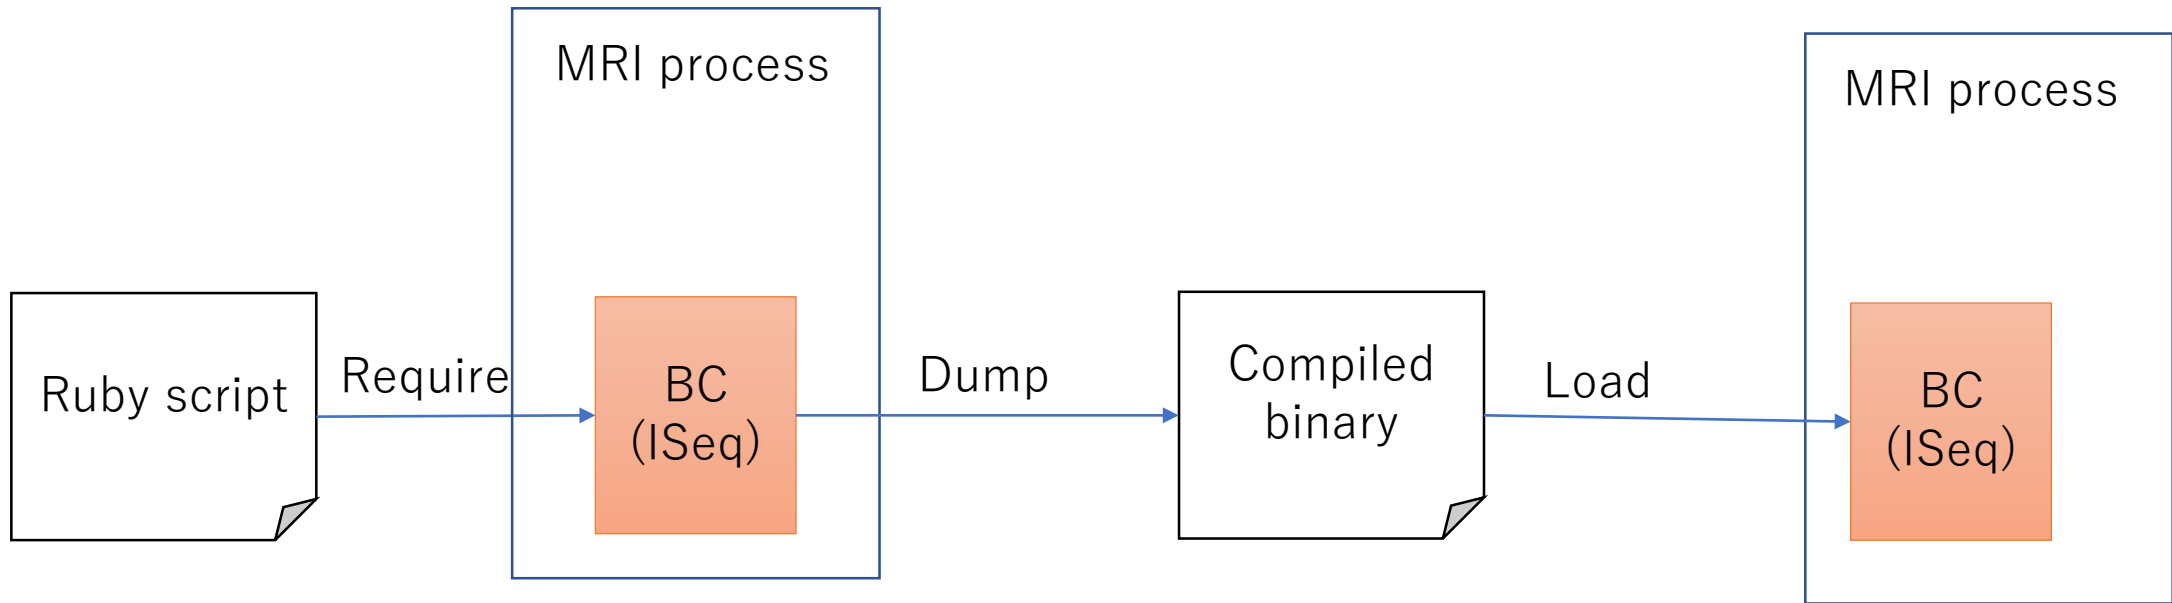 MRI process
MRI process
Ruby script
Require
BC
(ISeq)
Dump
Compiled
binary
Load
BC
(ISeq)